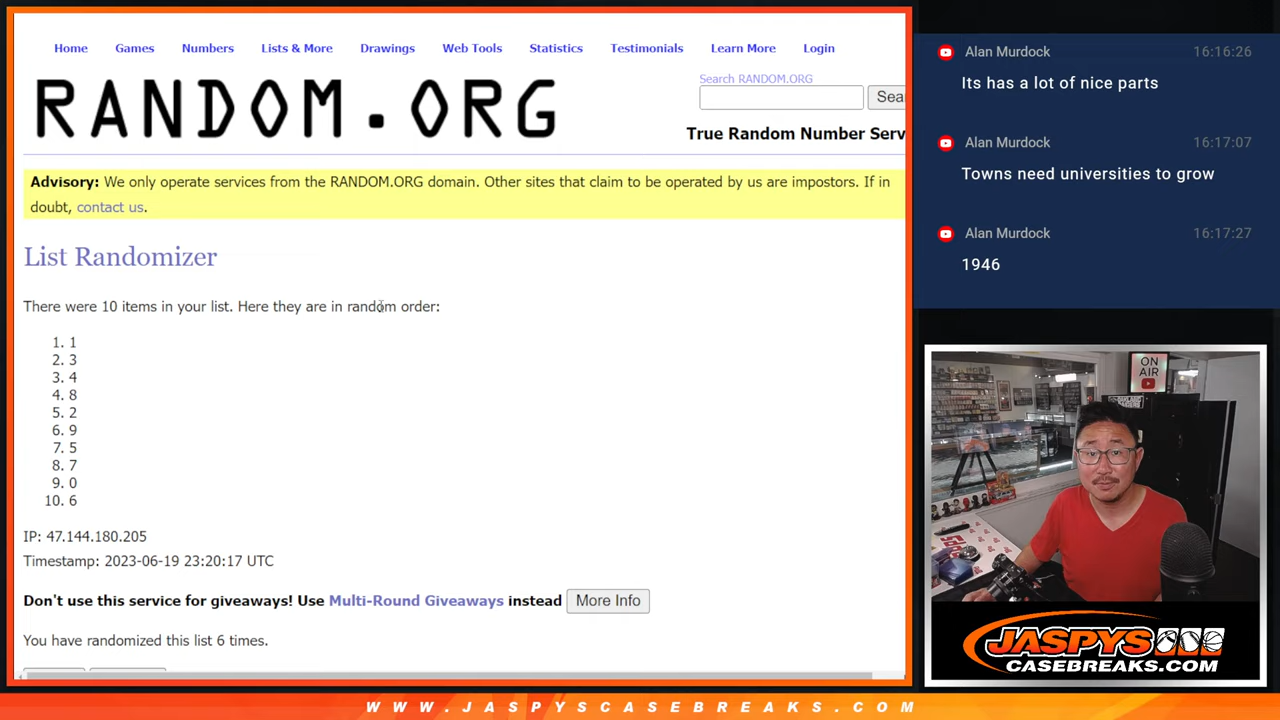 Home Games Numbers Lists & More Drawings Web Tools Statistics Testimonials Learn More Login
RANDOM.ORG
Search RANDOM.ORG
Sea
True Random Number Serv
Advisory: We only operate services from the RANDOM.ORG domain. Other sites that claim to be operated by us are impostors. If in
doubt, contact us.
List Randomizer
There were 10 items in your list. Here they are in random order:
1. 1
2. 3
3. 4
4. 8
5. 2
6. 9
7. 5
8. 7
9. 0
10. 6
IP: 47.144.180.205
Timestamp: 2023-06-19 23:20:17 UTC
Don't use this service for giveaways! Use Multi-Round Giveaways instead More Info
You have randomized this list 6 times.
Alan Murdock 16:16:26
Its has a lot of nice parts
Alan Murdock 16:17:07
Towns need universities to grow
Alan Murdock 16:17:27
1946
ON
AIR
JASPYS
CASEBREAKS.COM
WWW.JASPYSCASEBREAKS.COM